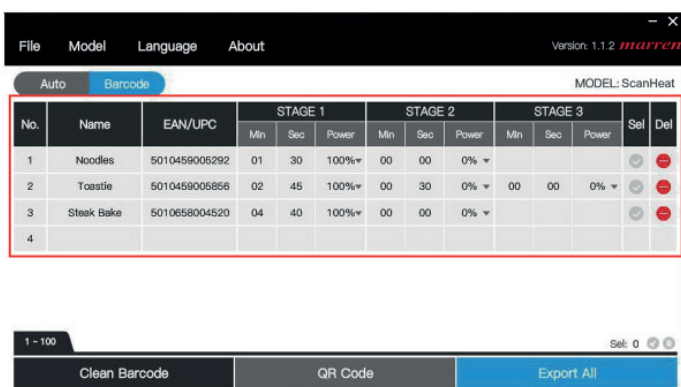 File Model Language About Version: 1.1.2 marren
Auto Barcode MODEL: ScanHeat
No. Name EAN/UPC STAGE 1 STAGE 2 STAGE 3 Sel Del
Min Sec Power Min Sec Power Min Sec Power
1 Noodles 5010459005292 01 30 100% 00 00 0%
2 Toastie 5010459005856 02 45 100% 00 30 0% 00 00 0%
3 Steak Bake 5010658004520 04 40 100% 00 00 0%
4
1 - 100 Sel: 0
Clean Barcode QR Code Export All